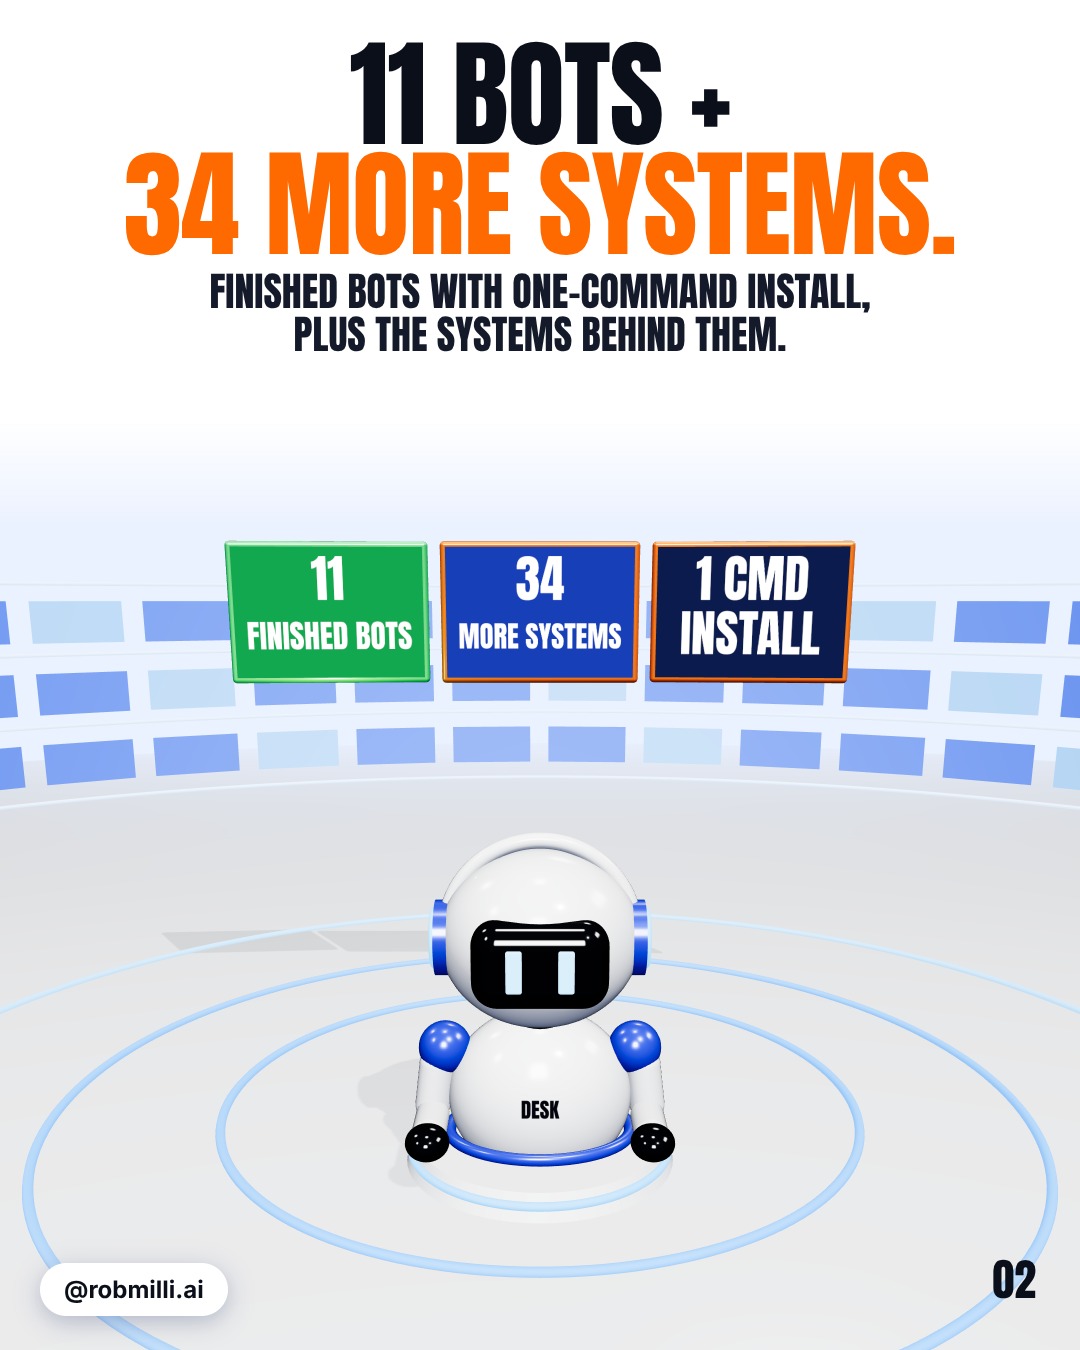 11 BOTS +
34 MORE SYSTEMS.
FINISHED BOTS WITH ONE-COMMAND INSTALL,
PLUS THE SYSTEMS BEHIND THEM.
11
FINISHED BOTS
34
MORE SYSTEMS
1 CMD
INSTALL
DESK
@robmilli.ai
02